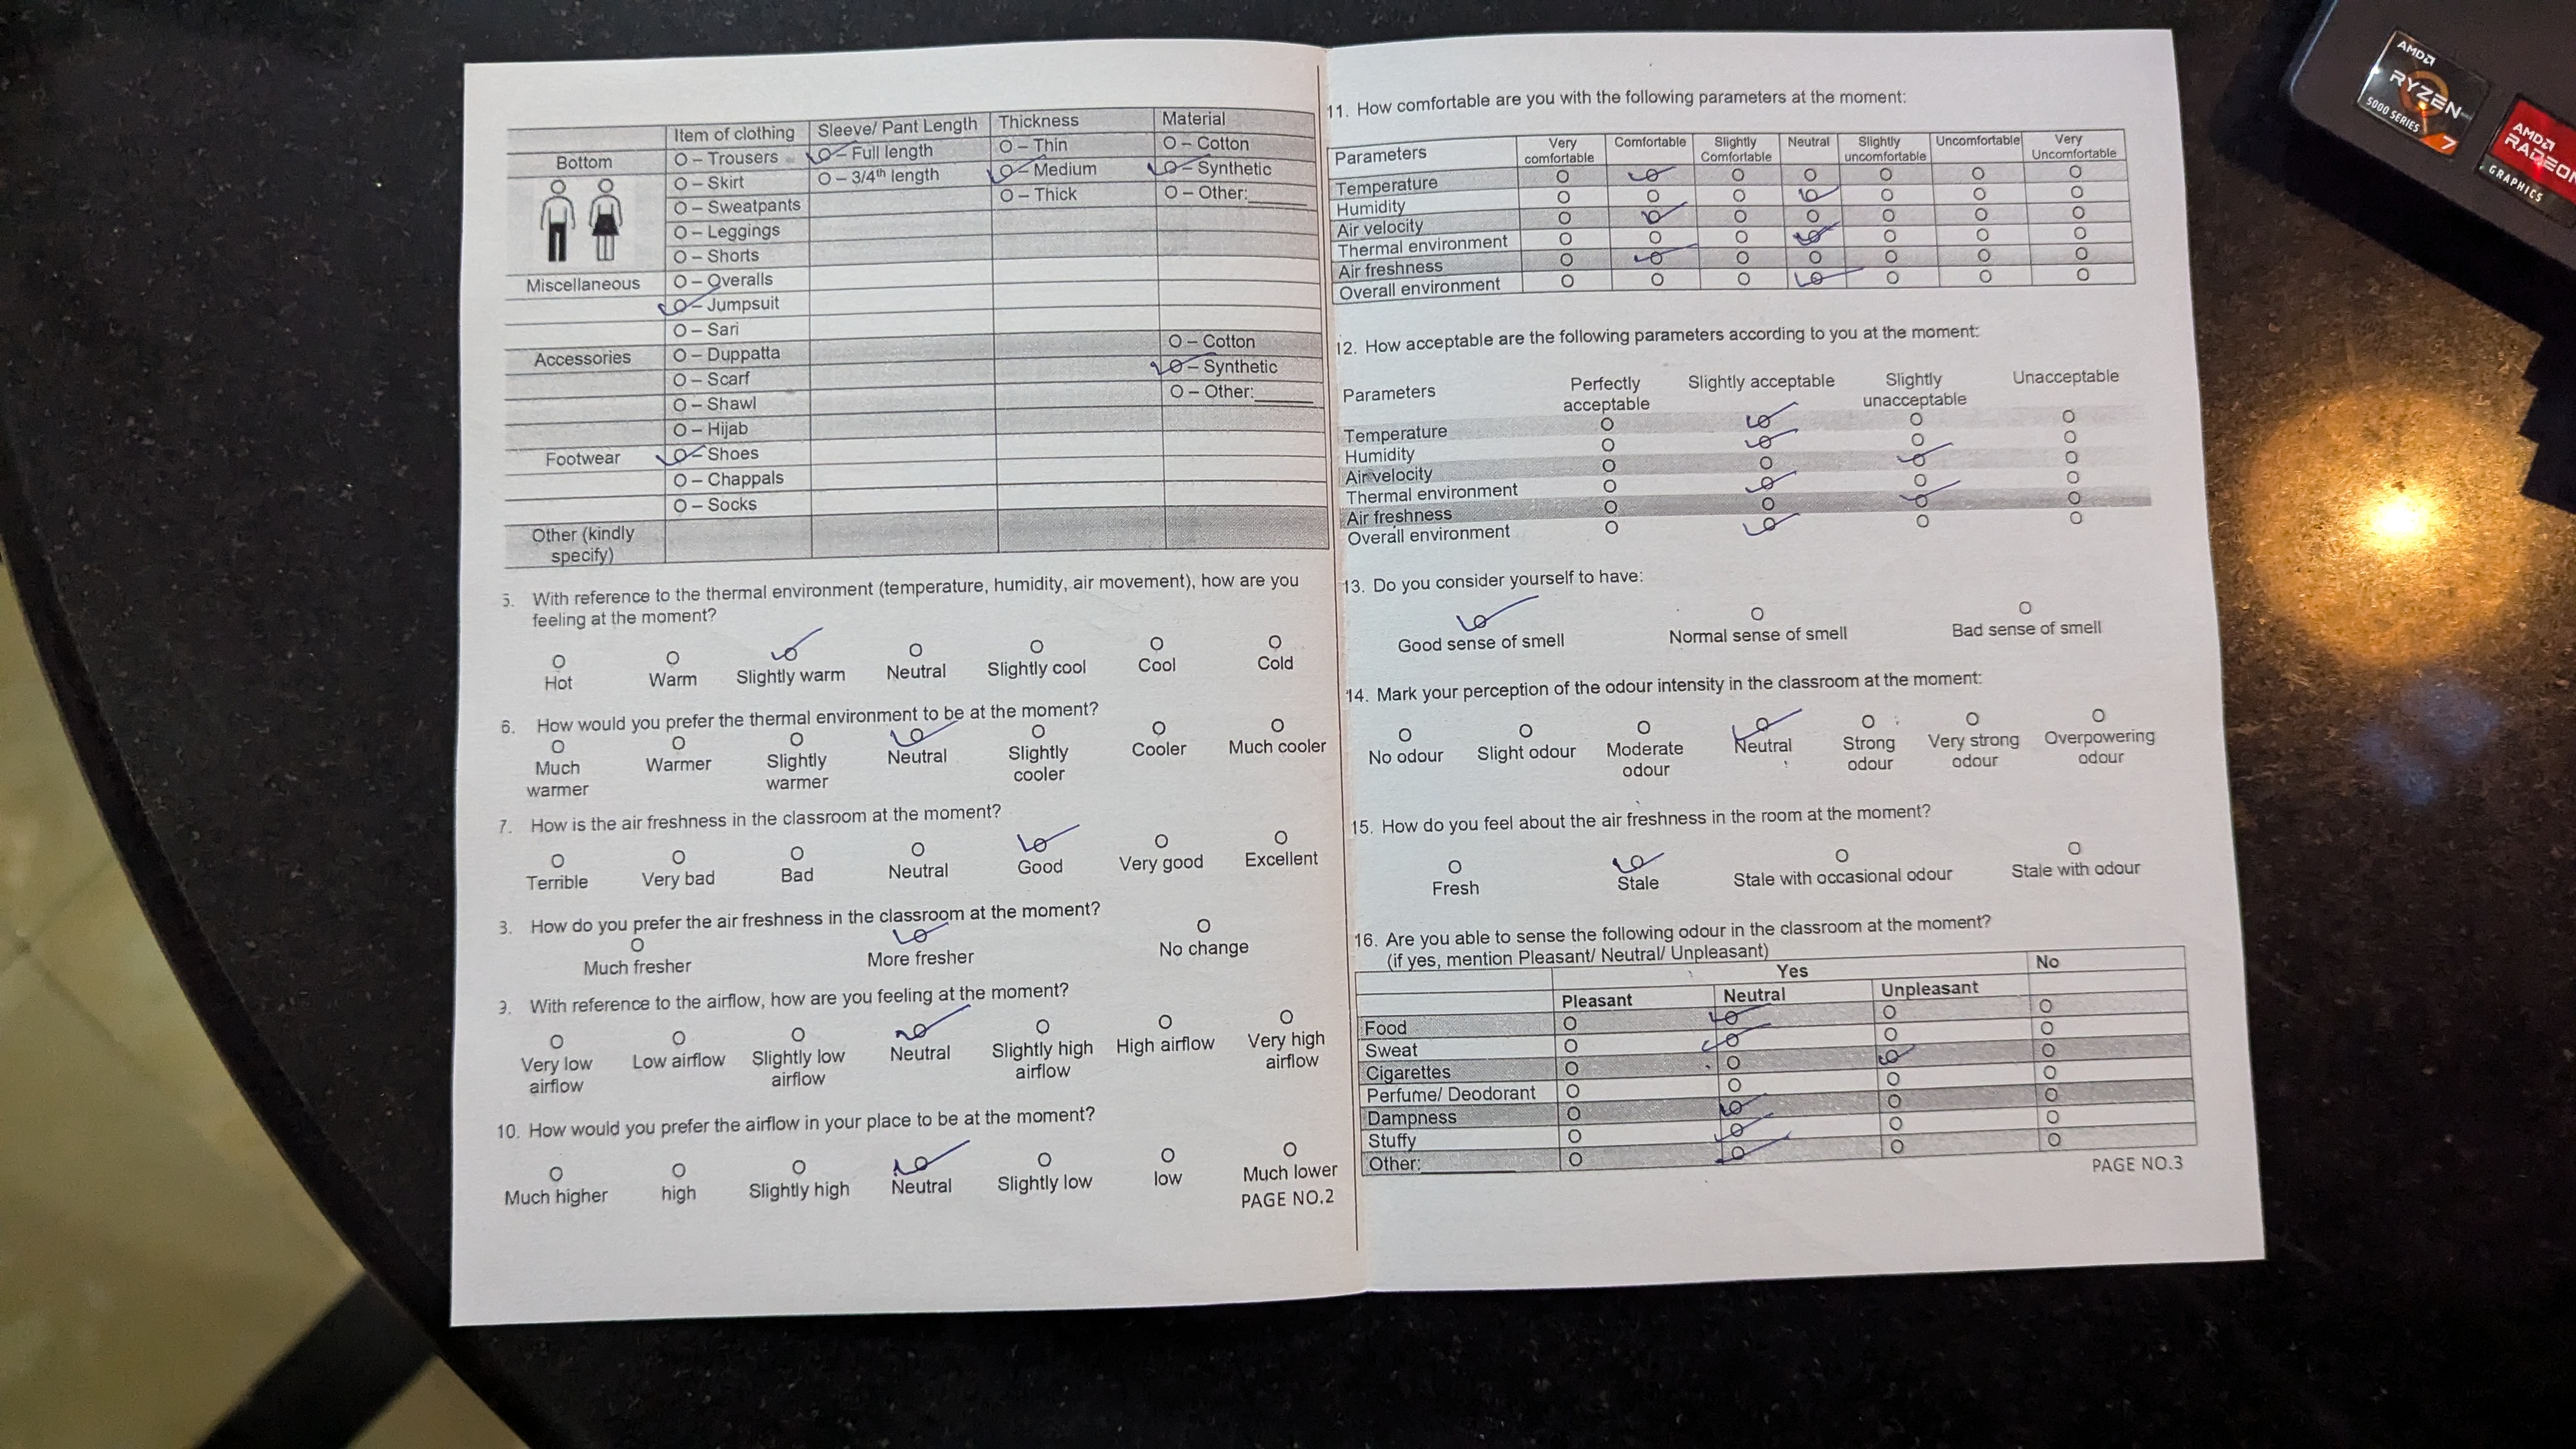 Item of clothing Sleeve/ Pant Length Thickness Material
Bottom O – Trousers O – Full length O – Thin O – Cotton
O – Skirt O – 3/4th length O – Medium O – Synthetic
O – Sweatpants O – Thick O – Other:______
O – Leggings
O – Shorts
Miscellaneous O – Overalls
O – Jumpsuit
O – Sari
Accessories O – Duppatta O – Cotton
O – Scarf O – Synthetic
O – Shawl O – Other:______
O – Hijab
Footwear O – Shoes
O – Chappals
O – Socks
Other (kindly
specify)
5. With reference to the thermal environment (temperature, humidity, air movement), how are you
feeling at the moment?
Hot Warm Slightly warm Neutral Slightly cool Cool Cold
6. How would you prefer the thermal environment to be at the moment?
Much Warmer Slightly Neutral Slightly Cooler Much cooler
warmer warmer cooler
7. How is the air freshness in the classroom at the moment?
Terrible Very bad Bad Neutral Good Very good Excellent
3. How do you prefer the air freshness in the classroom at the moment?
Much fresher More fresher No change
9. With reference to the airflow, how are you feeling at the moment?
Very low Low airflow Slightly low Neutral Slightly high High airflow Very high
airflow airflow airflow airflow
10. How would you prefer the airflow in your place to be at the moment?
Much higher high Slightly high Neutral Slightly low low Much lower
PAGE NO.2
11. How comfortable are you with the following parameters at the moment:
Parameters Very Comfortable Slightly Neutral Slightly Uncomfortable Very
comfortable Comfortable uncomfortable Uncomfortable
Temperature
Humidity
Air velocity
Thermal environment
Air freshness
Overall environment
12. How acceptable are the following parameters according to you at the moment:
Parameters Perfectly Slightly acceptable Slightly Unacceptable
acceptable unacceptable
Temperature
Humidity
Air velocity
Thermal environment
Air freshness
Overall environment
13. Do you consider yourself to have:
Good sense of smell Normal sense of smell Bad sense of smell
14. Mark your perception of the odour intensity in the classroom at the moment:
No odour Slight odour Moderate Neutral Strong Very strong Overpowering
odour odour odour odour
15. How do you feel about the air freshness in the room at the moment?
Fresh Stale Stale with occasional odour Stale with odour
16. Are you able to sense the following odour in the classroom at the moment?
(if yes, mention Pleasant/ Neutral/ Unpleasant)
Yes No
Pleasant Neutral Unpleasant
Food
Sweat
Cigarettes
Perfume/ Deodorant
Dampness
Stuffy
Other:__________
PAGE NO.3
AMD
RYZEN
5000 SERIES
7
AMD
RADEON
GRAPHICS